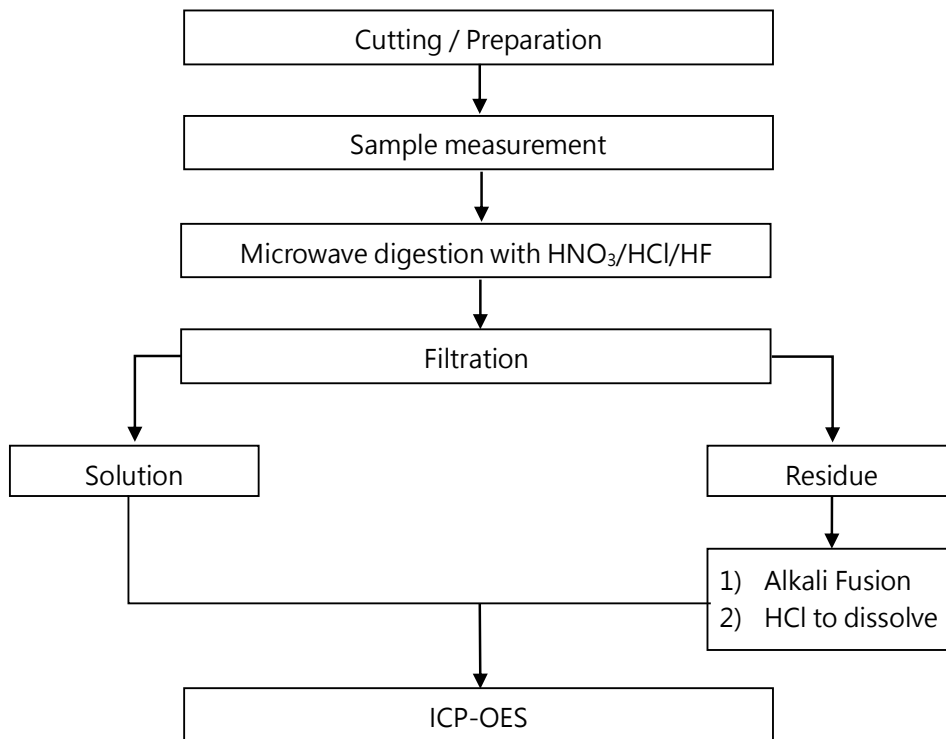 Cutting / Preparation
Sample measurement
Microwave digestion with HNO₃/HCl/HF
Filtration
Solution
Residue
1) Alkali Fusion
2) HCl to dissolve
ICP-OES